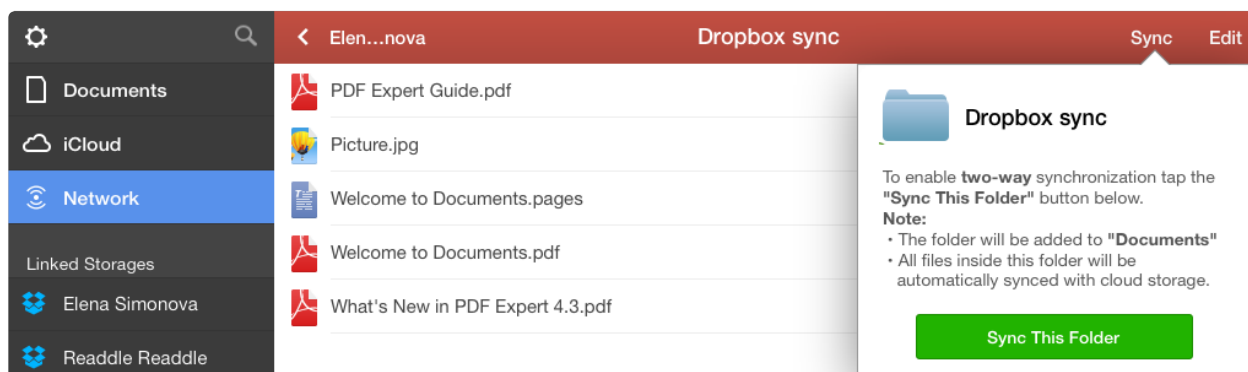 Documents
iCloud
Network
Linked Storages
Elena Simonova
Readdle Readdle
Elen...nova
Dropbox sync
Sync
Edit
PDF Expert Guide.pdf
Picture.jpg
Welcome to Documents.pages
Welcome to Documents.pdf
What's New in PDF Expert 4.3.pdf
Dropbox sync
To enable two-way synchronization tap the
"Sync This Folder" button below.
Note:
• The folder will be added to "Documents"
• All files inside this folder will be
automatically synced with cloud storage.
Sync This Folder